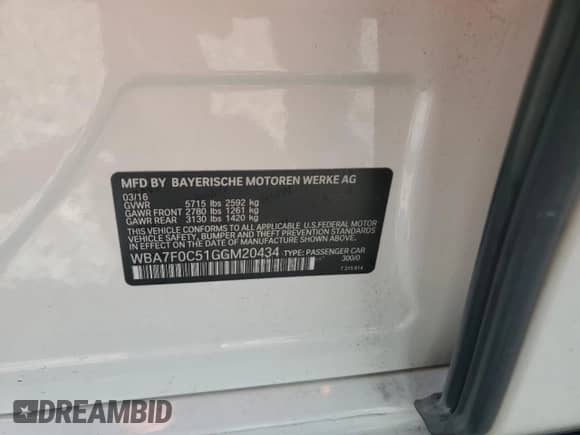 MFD BY BAYERISCHE MOTOREN WERKE AG
03/16
GVWR 5715 lbs 2592 kg
GAWR FRONT 2780 lbs 1261 kg
GAWR REAR 3130 lbs 1420 kg
THIS VEHICLE CONFORMS TO ALL APPLICABLE U.S.FEDERAL MOTOR
VEHICLE SAFETY, BUMPER AND THEFT PREVENTION STANDARDS
IN EFFECT ON THE DATE OF MANUFACTURE SHOWN ABOVE.
WBA7F0C51GGM20434 TYPE: PASSENGER CAR
300/0
DREAMBID